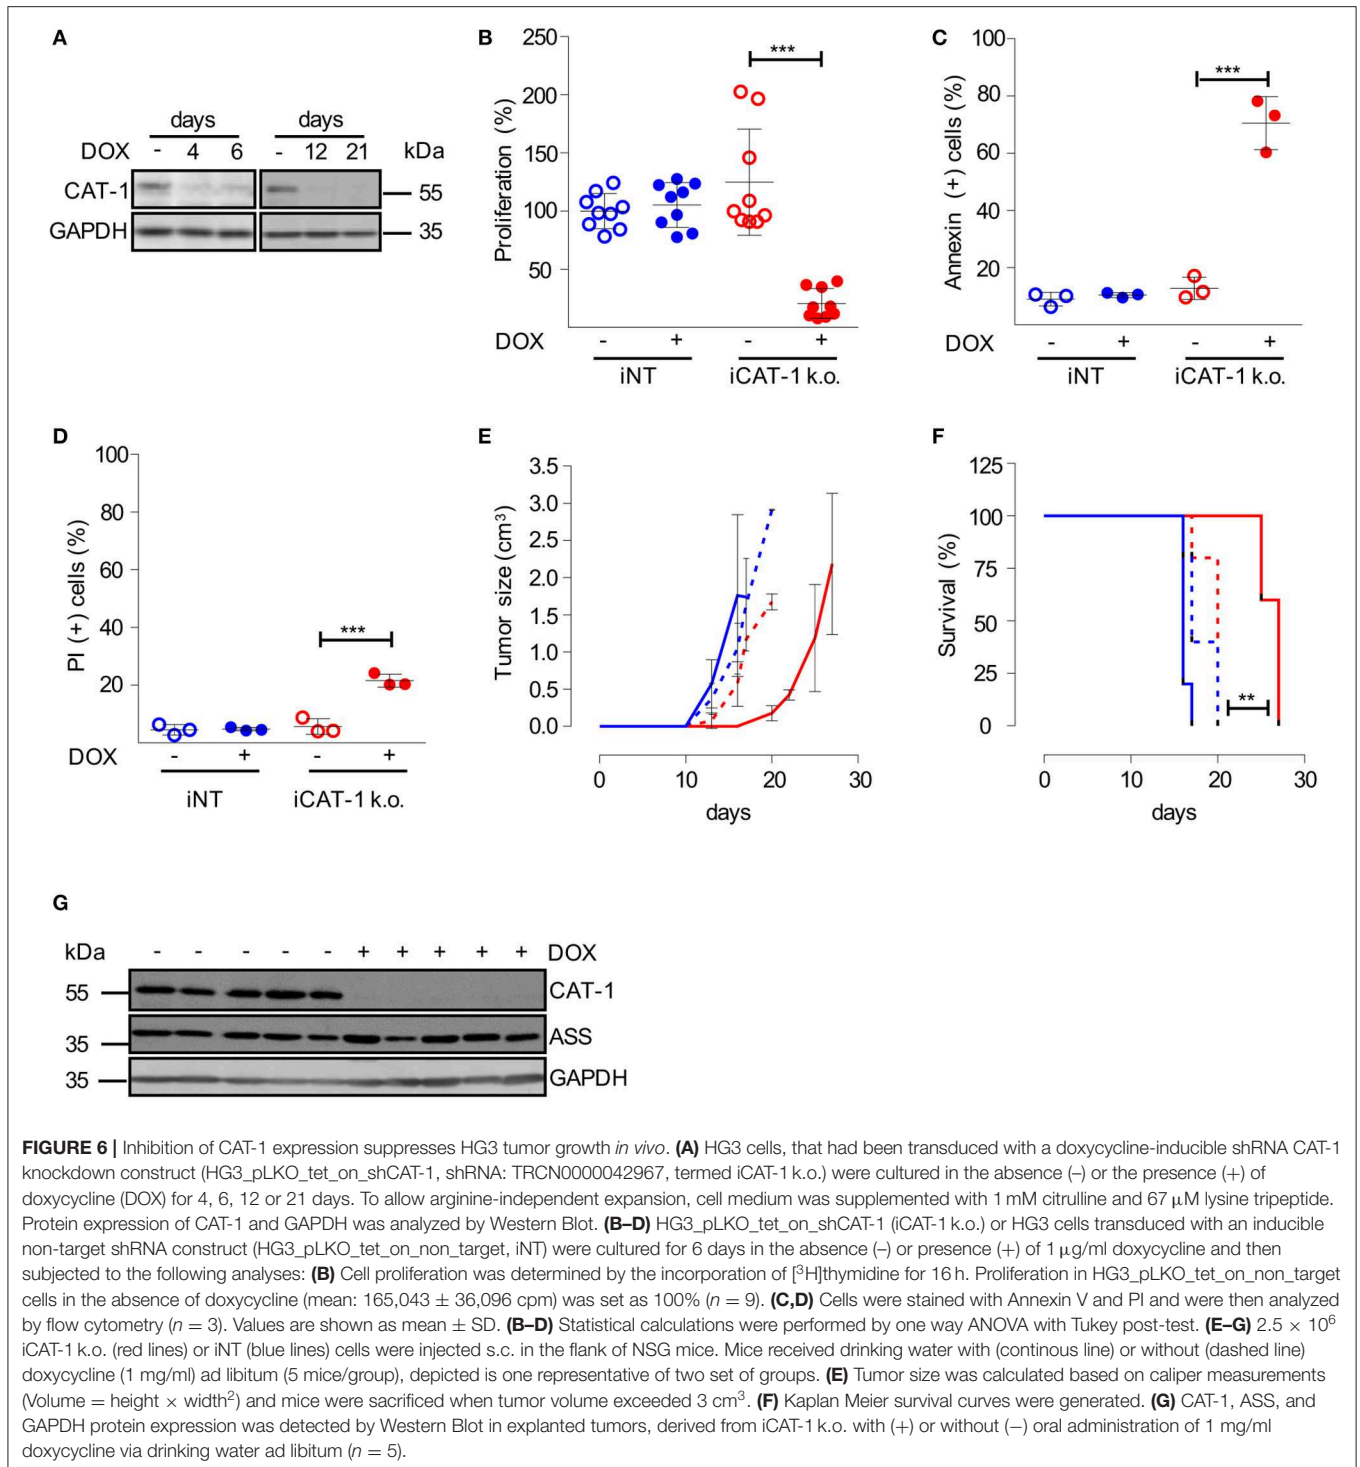 A
days
days
DOX
-
4
6
-
12
21
kDa
CAT-1
55
GAPDH
35
B
Proliferation (%)
250
200
150
100
50
***
DOX
-
+
-
+
iNT
iCAT-1 k.o.
C
Annexin (+) cells (%)
100
80
60
40
20
***
DOX
-
+
-
+
iNT
iCAT-1 k.o.
D
PI (+) cells (%)
100
80
60
40
20
***
DOX
-
+
-
+
iNT
iCAT-1 k.o.
E
Tumor size (cm³)
3.5
3.0
2.5
2.0
1.5
1.0
0.5
0.0
0
10
20
30
days
F
Survival (%)
125
100
75
50
25
0
**
0
10
20
30
days
G
kDa
- - - - - + + + + + DOX
55
CAT-1
35
ASS
35
GAPDH
FIGURE 6 | Inhibition of CAT-1 expression suppresses HG3 tumor growth in vivo. (A) HG3 cells, that had been transduced with a doxycycline-inducible shRNA CAT-1
knockdown construct (HG3_pLKO_tet_on_shCAT-1, shRNA: TRCN0000042967, termed iCAT-1 k.o.) were cultured in the absence (–) or the presence (+) of
doxycycline (DOX) for 4, 6, 12 or 21 days. To allow arginine-independent expansion, cell medium was supplemented with 1 mM citrulline and 67 μM lysine tripeptide.
Protein expression of CAT-1 and GAPDH was analyzed by Western Blot. (B–D) HG3_pLKO_tet_on_shCAT-1 (iCAT-1 k.o.) or HG3 cells transduced with an inducible
non-target shRNA construct (HG3_pLKO_tet_on_non_target, iNT) were cultured for 6 days in the absence (–) or presence (+) of 1 μg/ml doxycycline and then
subjected to the following analyses: (B) Cell proliferation was determined by the incorporation of [³H]thymidine for 16 h. Proliferation in HG3_pLKO_tet_on_non_target
cells in the absence of doxycycline (mean: 165,043 ± 36,096 cpm) was set as 100% (n = 9). (C,D) Cells were stained with Annexin V and PI and were then analyzed
by flow cytometry (n = 3). Values are shown as mean ± SD. (B–D) Statistical calculations were performed by one way ANOVA with Tukey post-test. (E–G) 2.5 × 10⁶
iCAT-1 k.o. (red lines) or iNT (blue lines) cells were injected s.c. in the flank of NSG mice. Mice received drinking water with (continous line) or without (dashed line)
doxycycline (1 mg/ml) ad libitum (5 mice/group), depicted is one representative of two set of groups. (E) Tumor size was calculated based on caliper measurements
(Volume = height × width²) and mice were sacrificed when tumor volume exceeded 3 cm³. (F) Kaplan Meier survival curves were generated. (G) CAT-1, ASS, and
GAPDH protein expression was detected by Western Blot in explanted tumors, derived from iCAT-1 k.o. with (+) or without (−) oral administration of 1 mg/ml
doxycycline via drinking water ad libitum (n = 5).